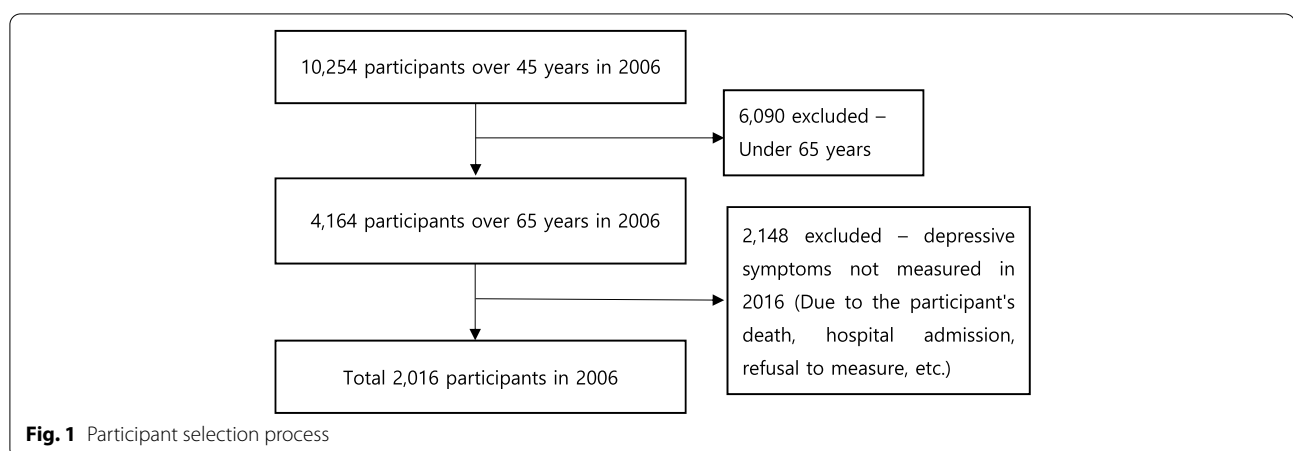 10,254 participants over 45 years in 2006
6,090 excluded –
Under 65 years
4,164 participants over 65 years in 2006
2,148 excluded – depressive
symptoms not measured in
2016 (Due to the participant's
death, hospital admission,
refusal to measure, etc.)
Total 2,016 participants in 2006
Fig. 1 Participant selection process